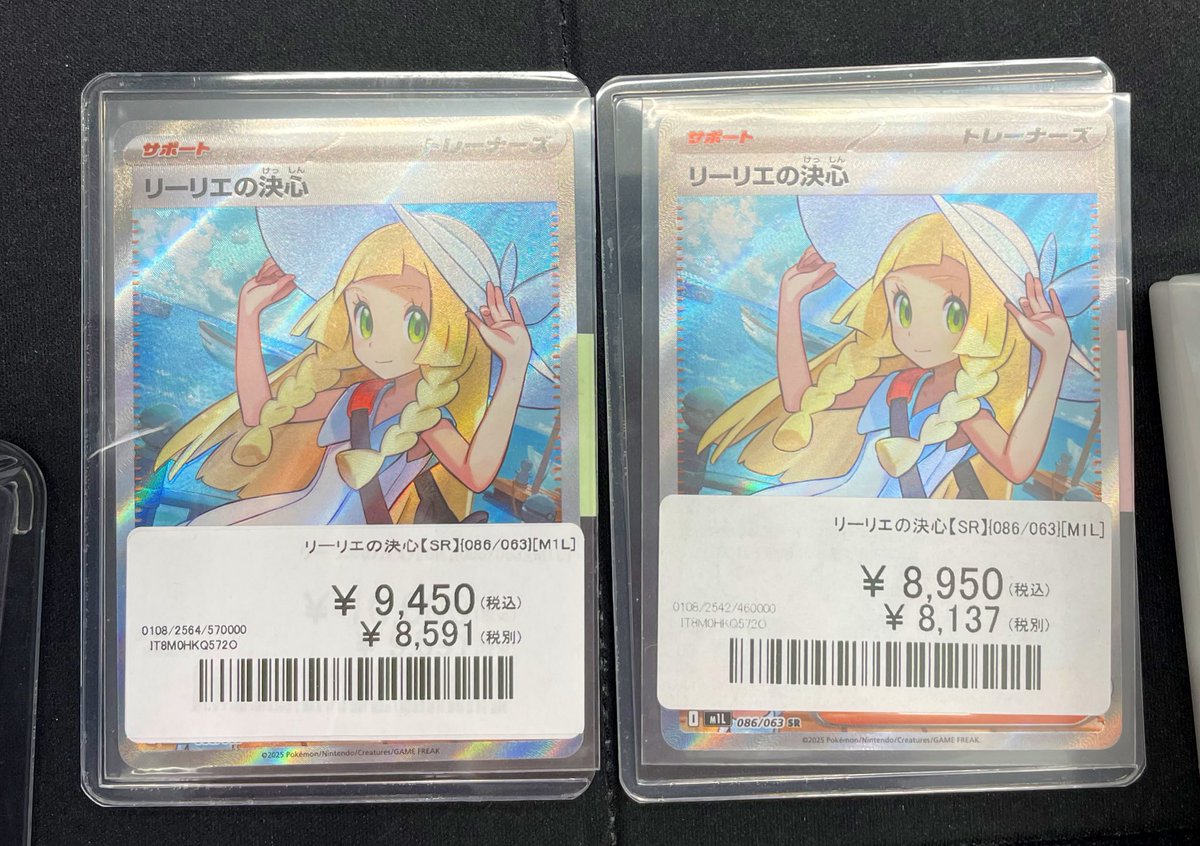 サポート
トレーナーズ
けっしん
リーリエの決心
リーリエの決心【SR】{086/063}[M1L]
¥ 9,450(税込)
¥ 8,591(税別)
0108/2564/570000
IT8M0HKQ572O
©2025 Pokémon/Nintendo/Creatures/GAME FREAK
サポート
トレーナーズ
けっしん
リーリエの決心
リーリエの決心【SR】{086/063}[M1L]
¥ 8,950(税込)
¥ 8,137(税別)
0108/2542/460000
IT8M0HKQ572O
M1L 086/063 SR
©2025 Pokémon/Nintendo/Creatures/GAME FREAK